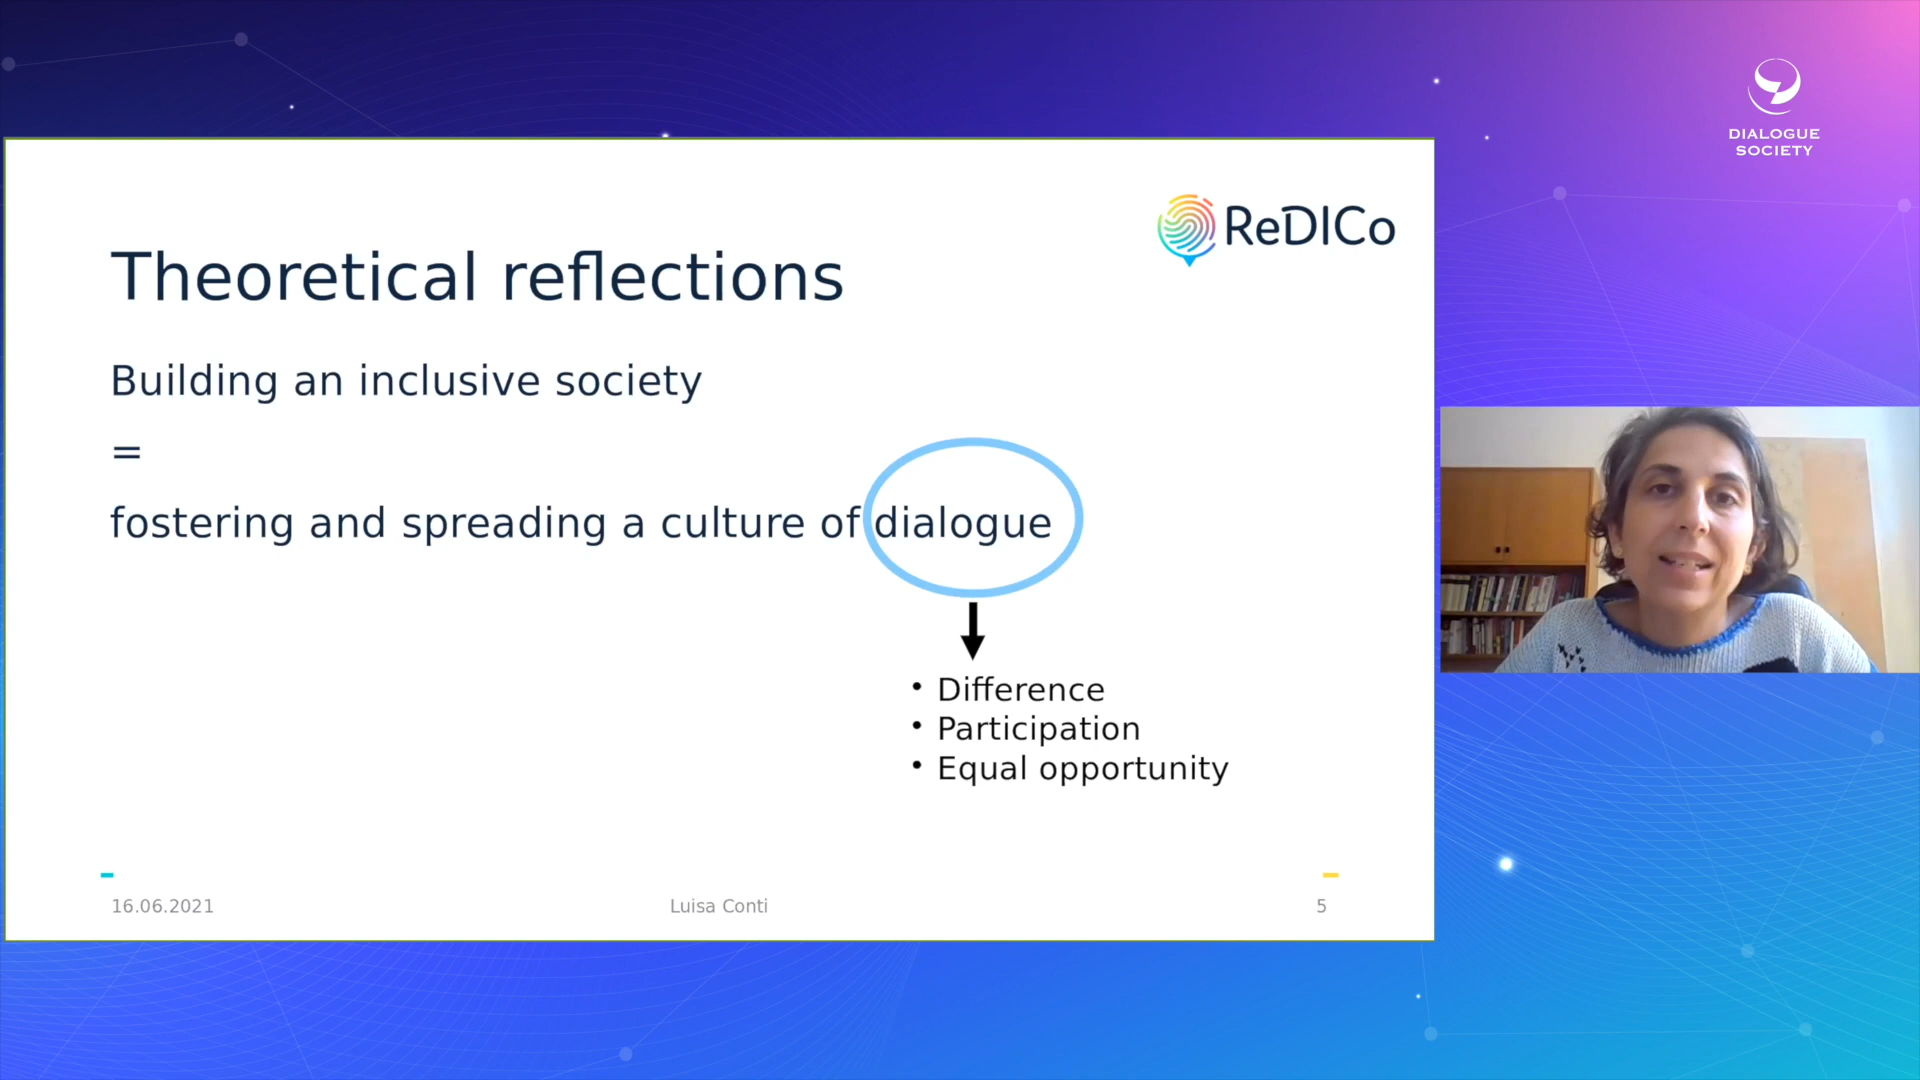 DIALOGUE
SOCIETY
ReDICo
Theoretical reflections
Building an inclusive society
=
fostering and spreading a culture of dialogue
• Difference
• Participation
• Equal opportunity
16.06.2021
Luisa Conti
5